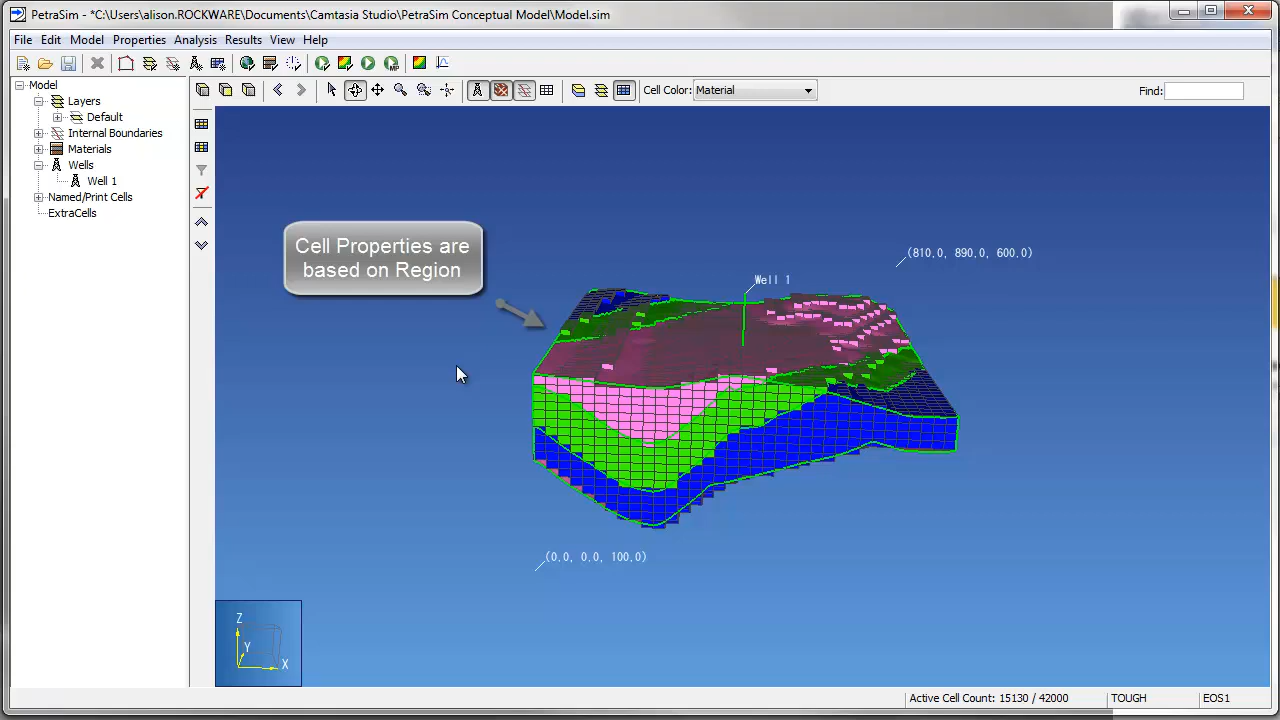 PetraSim - *C:\Users\alison.ROCKWARE\Documents\Camtasia Studio\PetraSim Conceptual Model\Model.sim
File Edit Model Properties Analysis Results View Help
Cell Color: Material
Find:
Model
Layers
Default
Internal Boundaries
Materials
Wells
Well 1
Named/Print Cells
ExtraCells
Cell Properties are
based on Region
(810.0, 890.0, 600.0)
Well 1
(0.0, 0.0, 100.0)
Z
Y
X
Active Cell Count: 15130 / 42000
TOUGH
EOS1